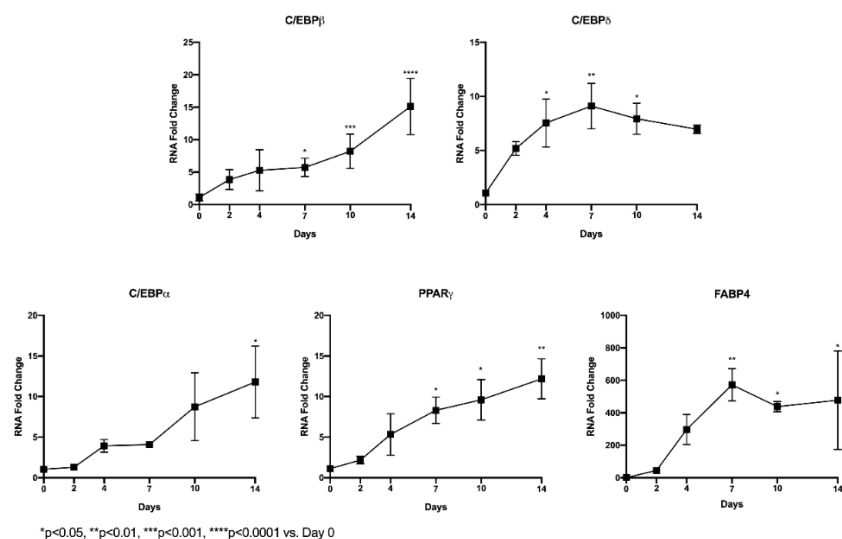 C/EBPβ
RNA Fold Change
25
20
15
10
5
0
* *** ****
0 2 4 7 10 14
Days
C/EBPδ
RNA Fold Change
15
10
5
0
* ** *
0 2 4 7 10 14
Days
C/EBPα
RNA Fold Change
20
15
10
5
0
*
0 2 4 7 10 14
Days
PPARγ
RNA Fold Change
20
15
10
5
0
* * **
0 2 4 7 10 14
Days
FABP4
RNA Fold Change
1000
800
600
400
200
0
** * *
0 2 4 7 10 14
Days
*p<0.05, **p<0.01, ***p<0.001, ****p<0.0001 vs. Day 0